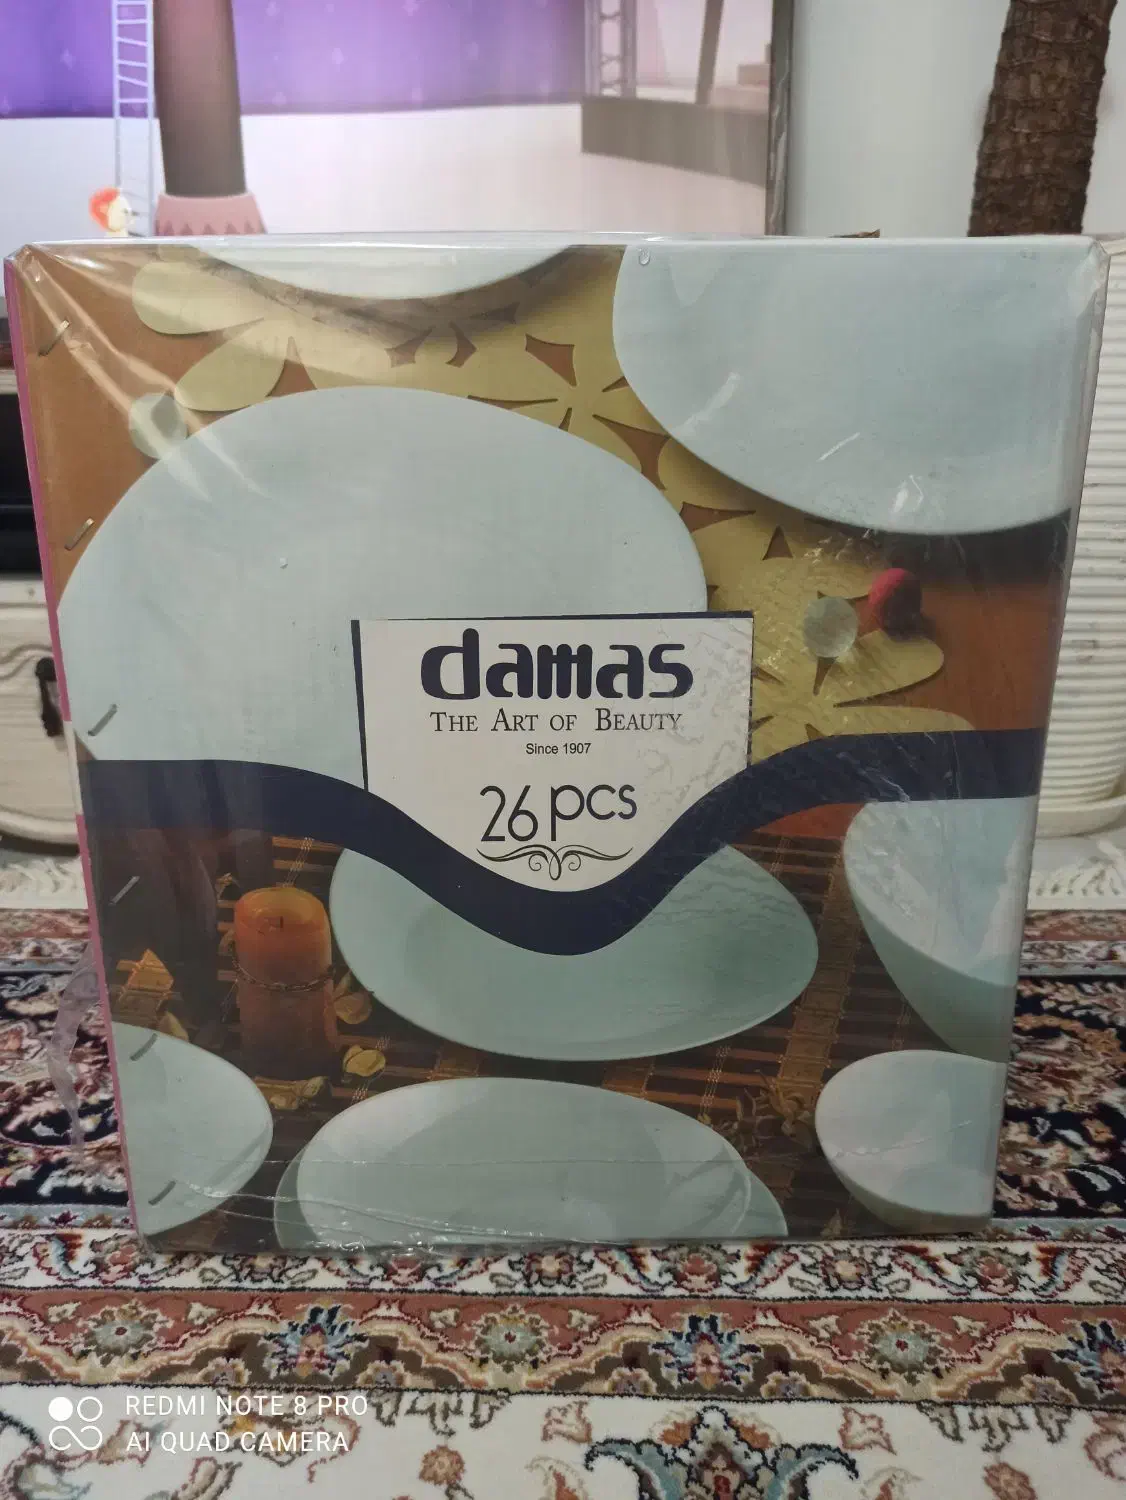 damas
THE ART OF BEAUTY
Since 1907
26 pcs
REDMI NOTE 8 PRO
AI QUAD CAMERA